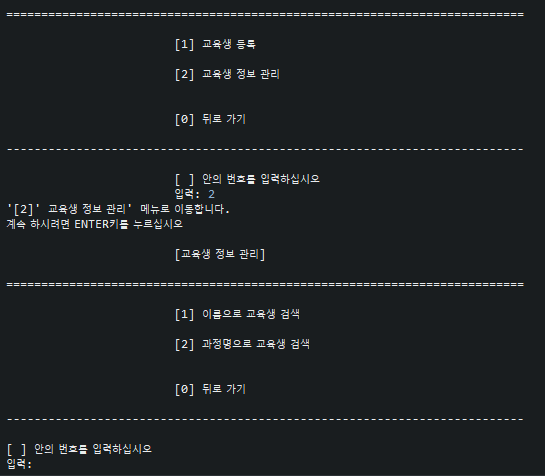 ==========================================================================
[1] 교육생 등록
[2] 교육생 정보 관리
[0] 뒤로 가기
--------------------------------------------------------------------------
[ ] 안의 번호를 입력하십시오
입력: 2
'[2]' 교육생 정보 관리' 메뉴로 이동합니다.
계속 하시려면 ENTER키를 누르십시오
[교육생 정보 관리]
==========================================================================
[1] 이름으로 교육생 검색
[2] 과정명으로 교육생 검색
[0] 뒤로 가기
--------------------------------------------------------------------------
[ ] 안의 번호를 입력하십시오
입력: